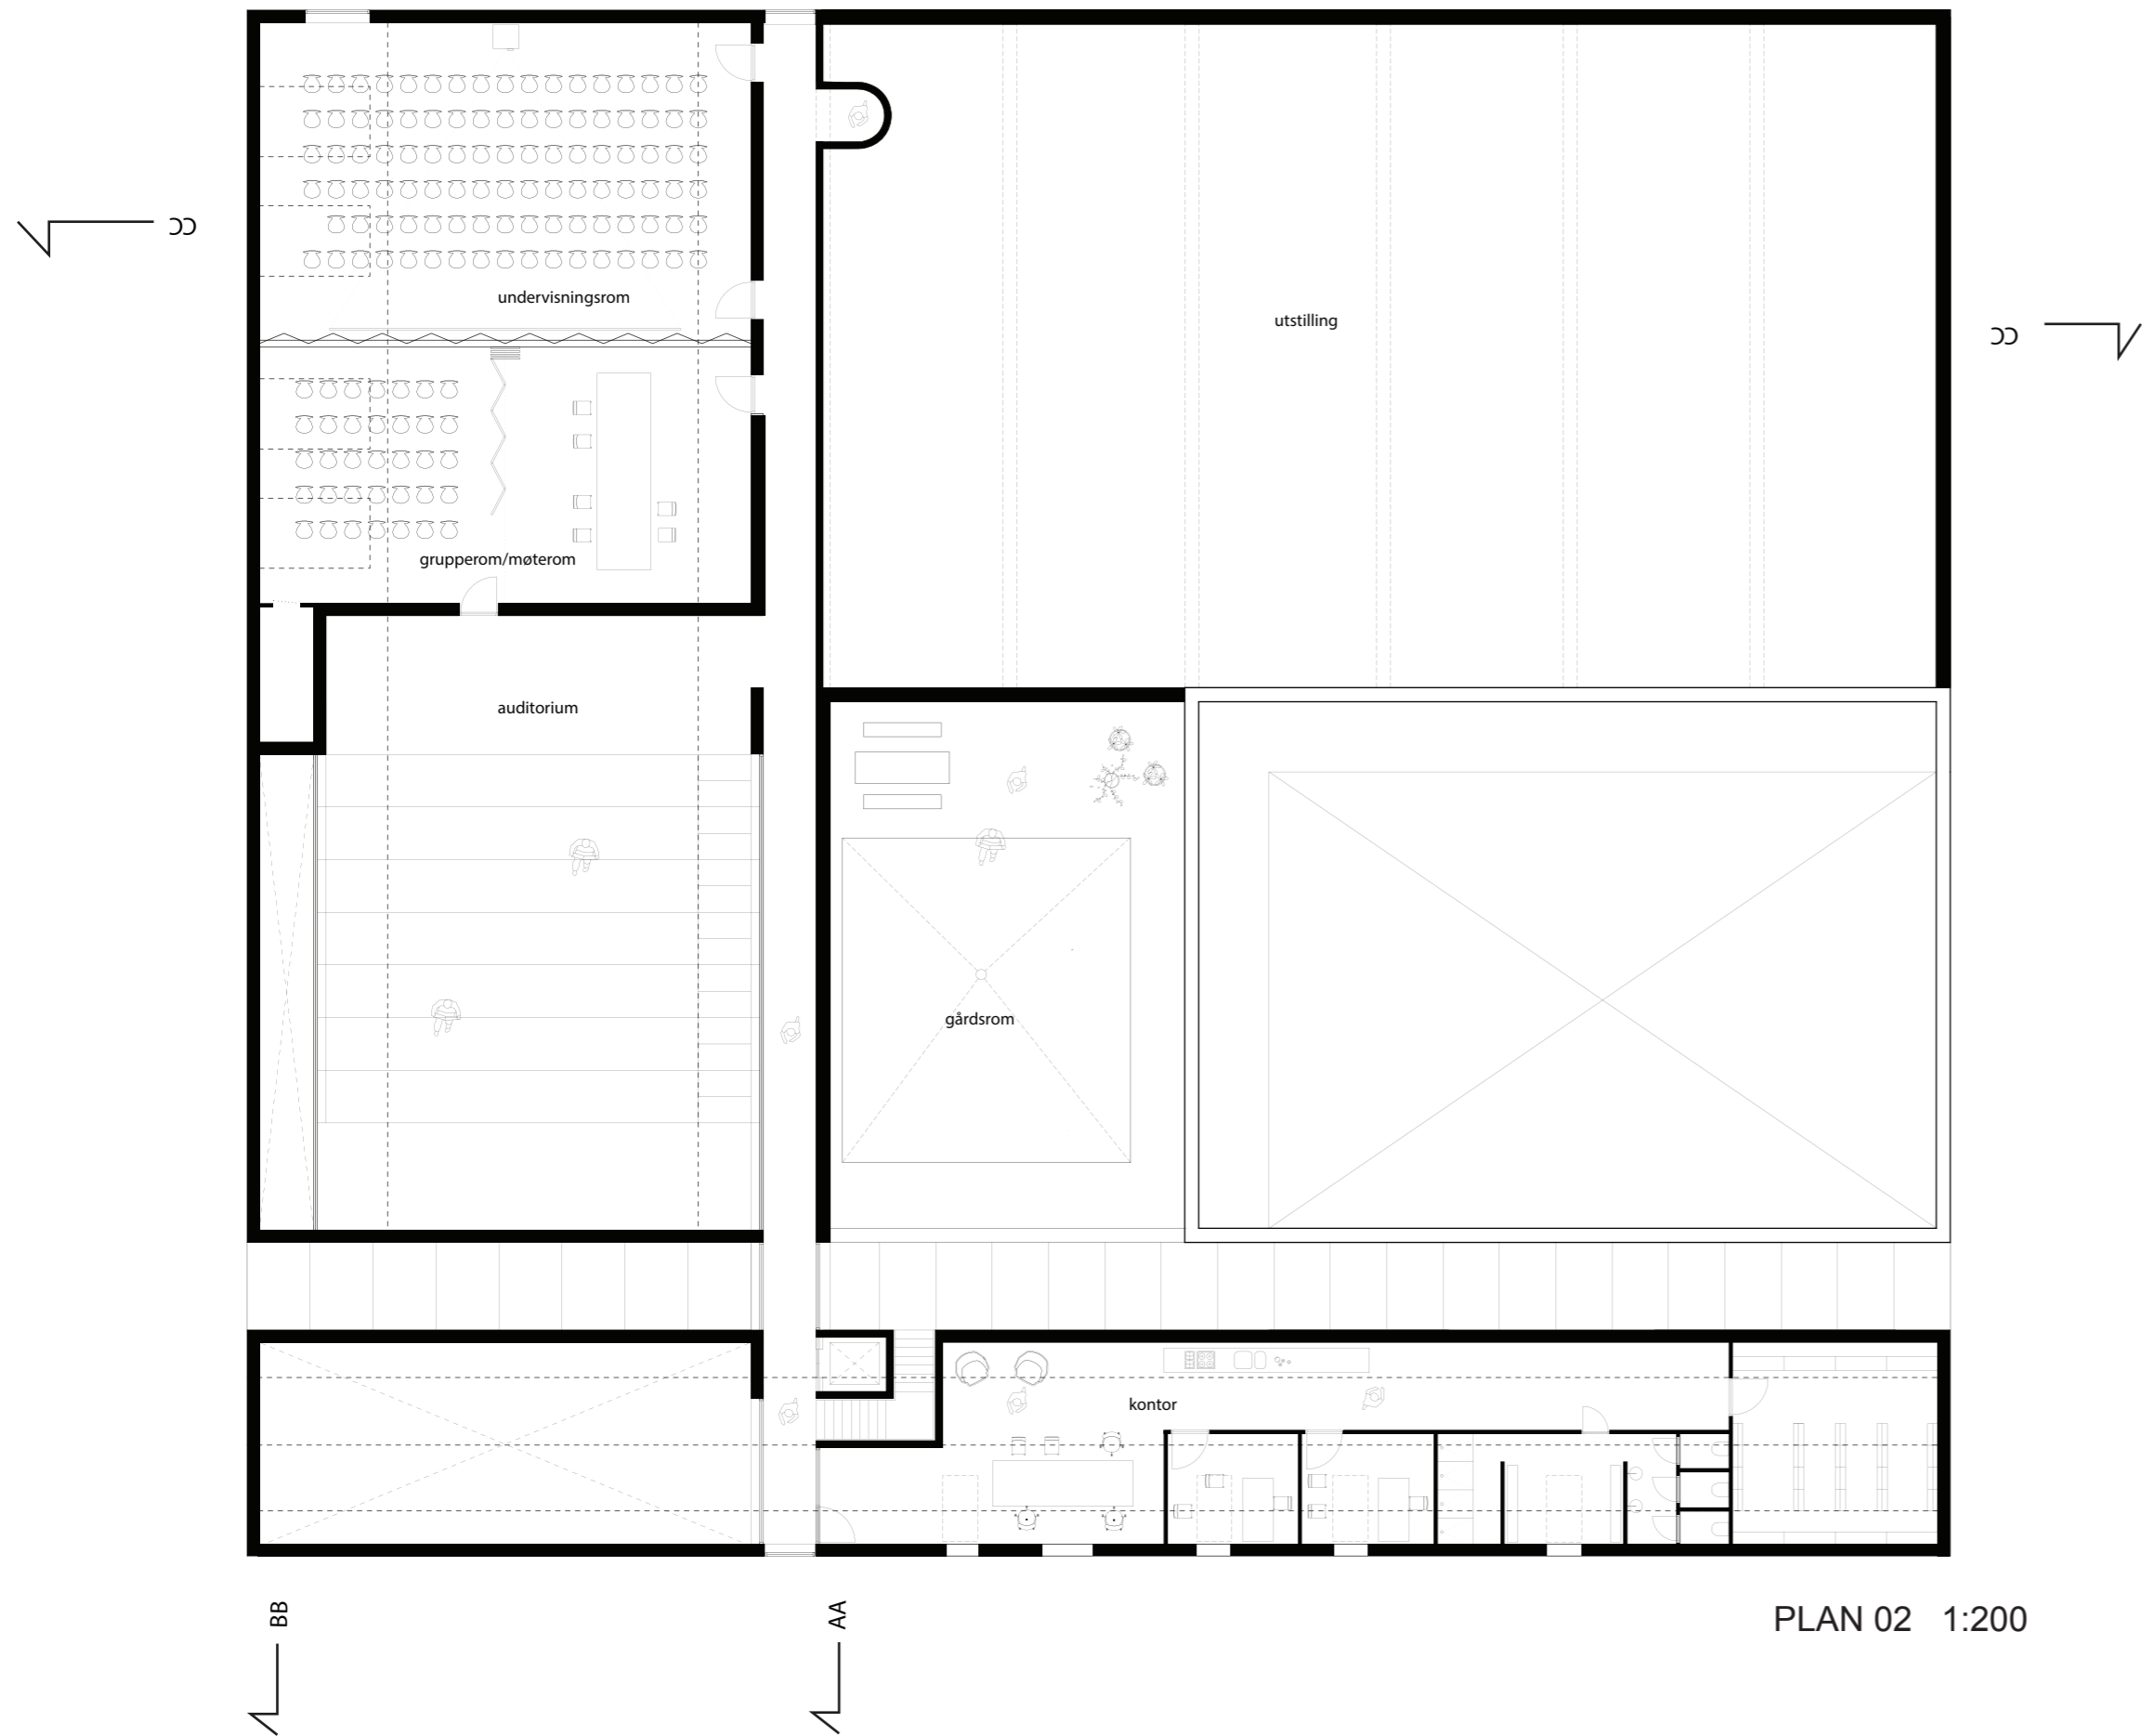 CC
undervisningsrom
utstilling
CC
grupperom/møterom
auditorium
gårdsrom
kontor
BB
AA
PLAN 02 1:200